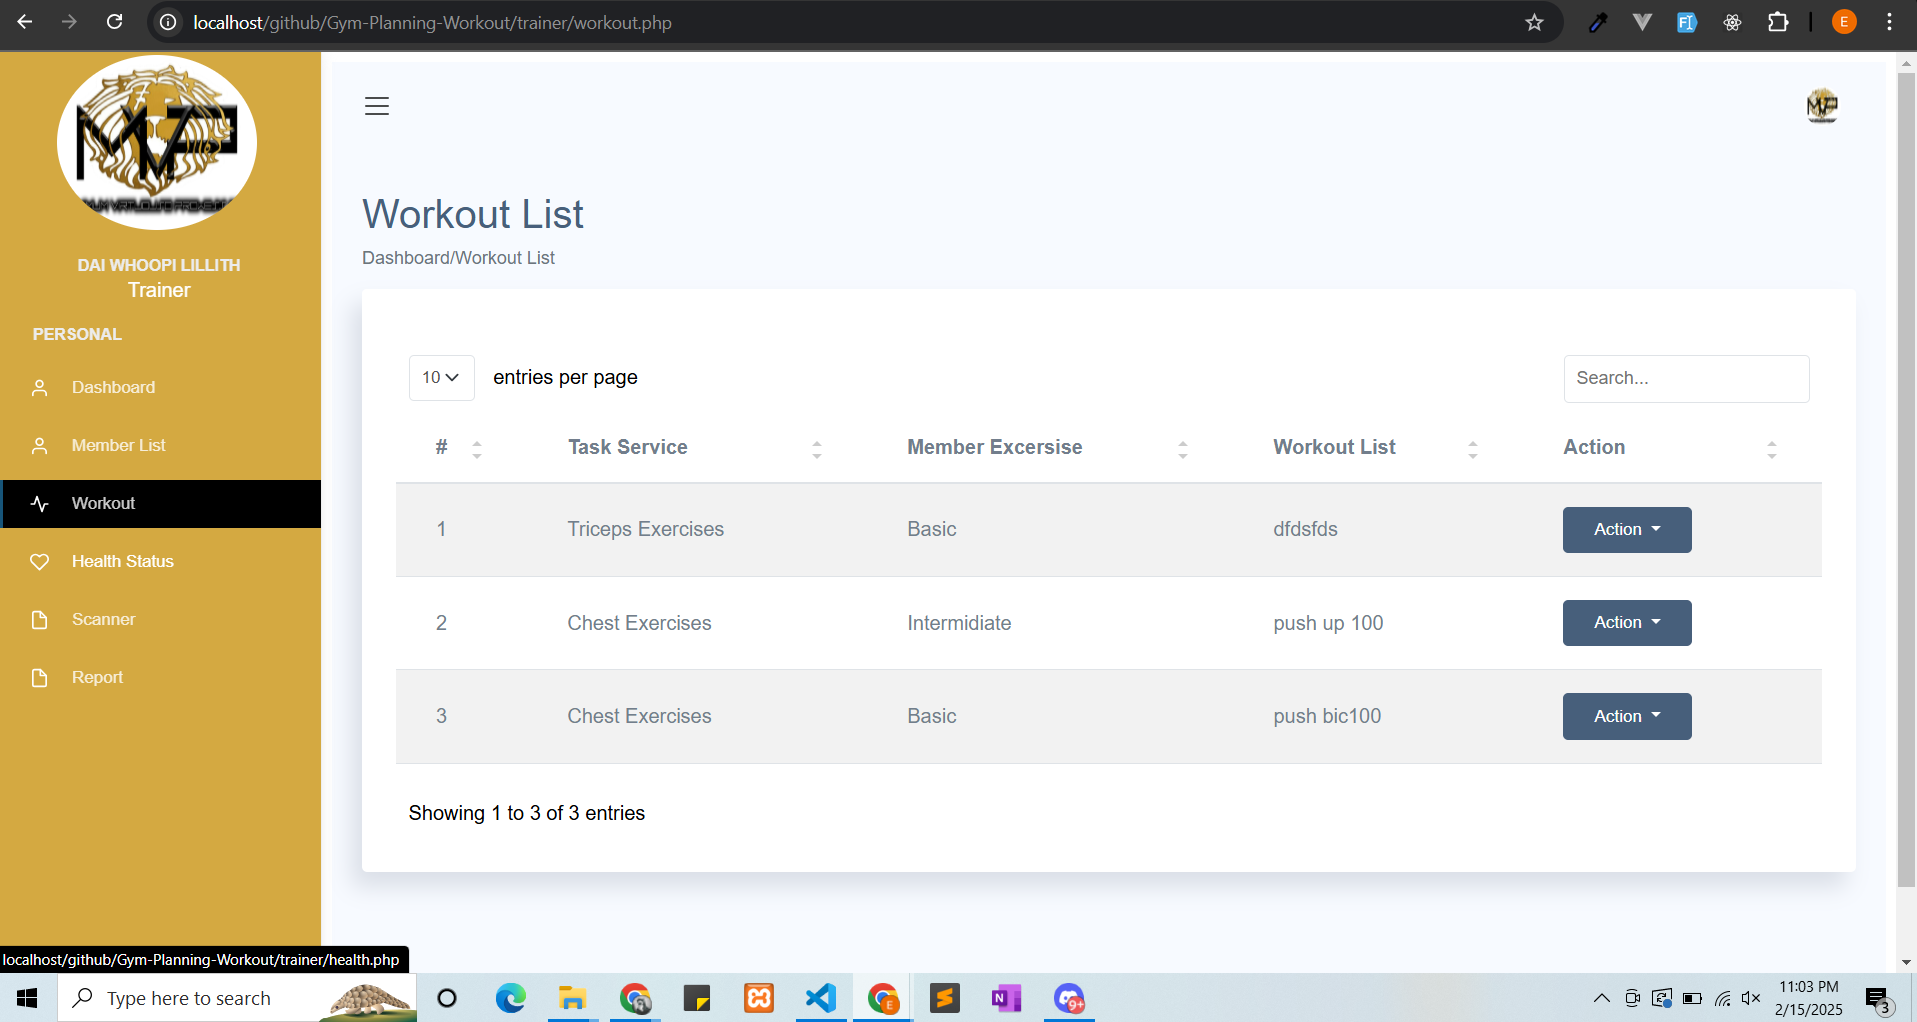 localhost/github/Gym-Planning-Workout/trainer/workout.php
E
MVP
MVP
DAI WHOOPI LILLITH
Trainer
PERSONAL
Dashboard
Member List
Workout
Health Status
Scanner
Report
Workout List
Dashboard/Workout List
10 entries per page
Search...
# Task Service Member Excersise Workout List Action
1 Triceps Exercises Basic dfdsfds Action
2 Chest Exercises Intermidiate push up 100 Action
3 Chest Exercises Basic push bic100 Action
Showing 1 to 3 of 3 entries
localhost/github/Gym-Planning-Workout/trainer/health.php
Type here to search
E
N
9+
11:03 PM
2/15/2025
3